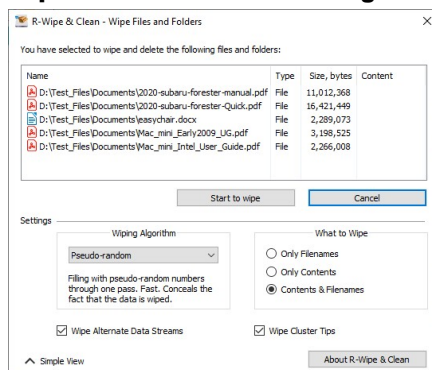 R-Wipe & Clean - Wipe Files and Folders
You have selected to wipe and delete the following files and folders:
Name Type Size, bytes Content
D:\Test_Files\Documents\2020-subaru-forester-manual.pdf File 11,012,368
D:\Test_Files\Documents\2020-subaru-forester-Quick.pdf File 16,421,449
D:\Test_Files\Documents\easychair.docx File 2,289,073
D:\Test_Files\Documents\Mac_mini_Early2009_UG.pdf File 3,198,525
D:\Test_Files\Documents\Mac_mini_Intel_User_Guide.pdf File 2,266,008
Start to wipe Cancel
Settings
Wiping Algorithm What to Wipe
Pseudo-random
Only Filenames
Filling with pseudo-random numbers
through one pass. Fast. Conceals the
fact that the data is wiped.
Only Contents
Contents & Filenames
Wipe Alternate Data Streams Wipe Cluster Tips
Simple View About R-Wipe & Clean